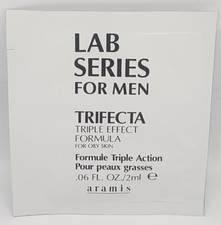 LAB
SERIES
FOR MEN
TRIFECTA
TRIPLE EFFECT
FORMULA
FOR OILY SKIN
Formule Triple Action
Pour peaux grasses
.06 FL. OZ./2ml ℮
aramis